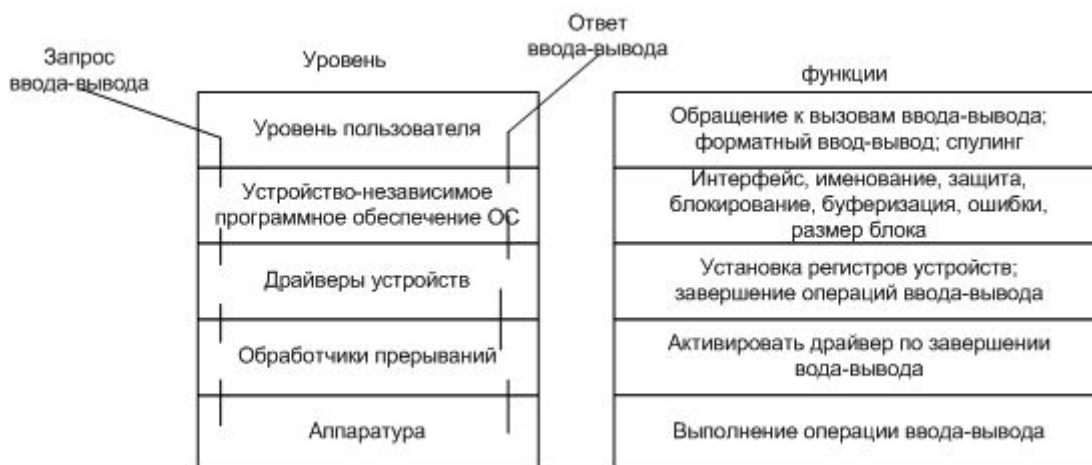 Запрос
ввода-вывода
Уровень
Ответ
ввода-вывода
функции
Уровень пользователя
Обращение к вызовам ввода-вывода;
форматный ввод-вывод; спулинг
Устройство-независимое
программное обеспечение ОС
Интерфейс, именование, защита,
блокирование, буферизация, ошибки,
размер блока
Драйверы устройств
Установка регистров устройств;
завершение операций ввода-вывода
Обработчики прерываний
Активировать драйвер по завершении
вода-вывода
Аппаратура
Выполнение операции ввода-вывода